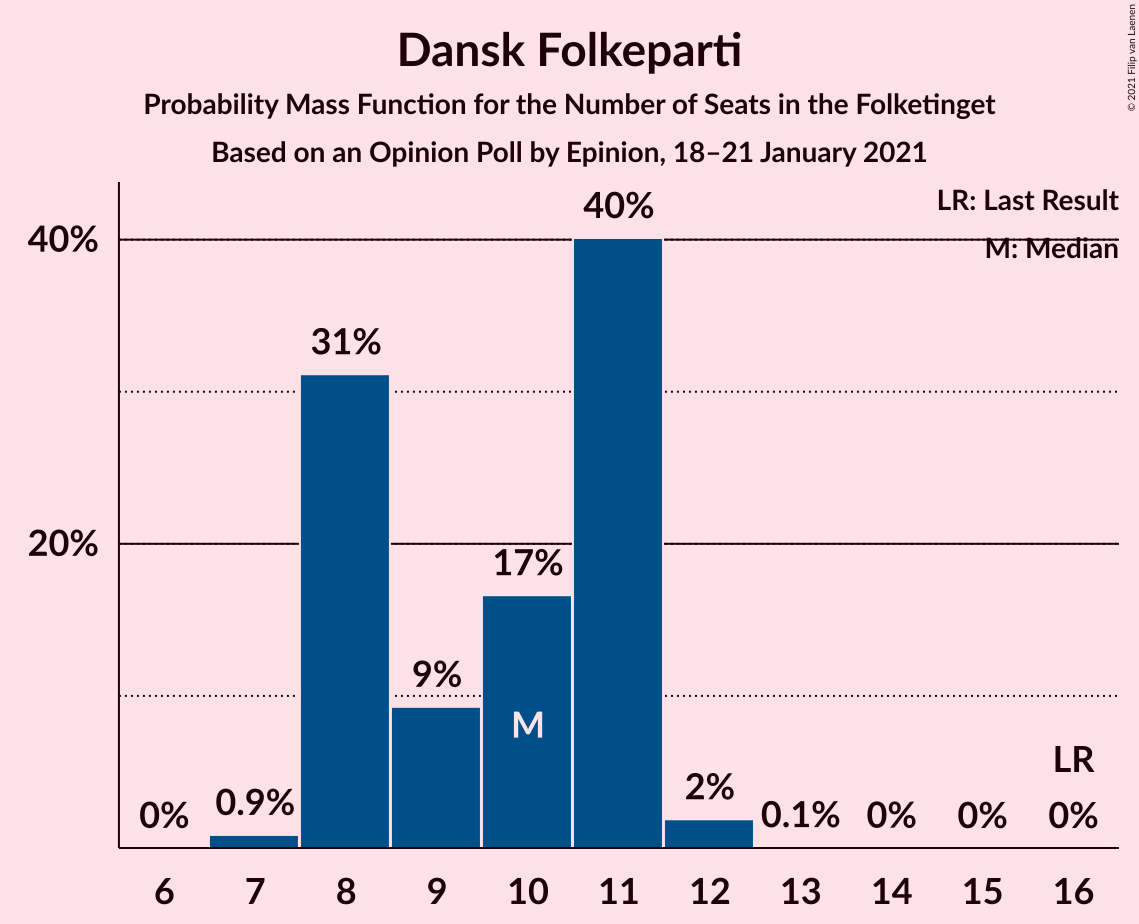 Dansk Folkeparti
Probability Mass Function for the Number of Seats in the Folketinget
Based on an Opinion Poll by Epinion, 18–21 January 2021
© 2021 Filip van Laenen
LR: Last Result
M: Median
40%
20%
0%
0.9%
31%
9%
17%
M
40%
2%
0.1%
0%
0%
LR
0%
6 7 8 9 10 11 12 13 14 15 16